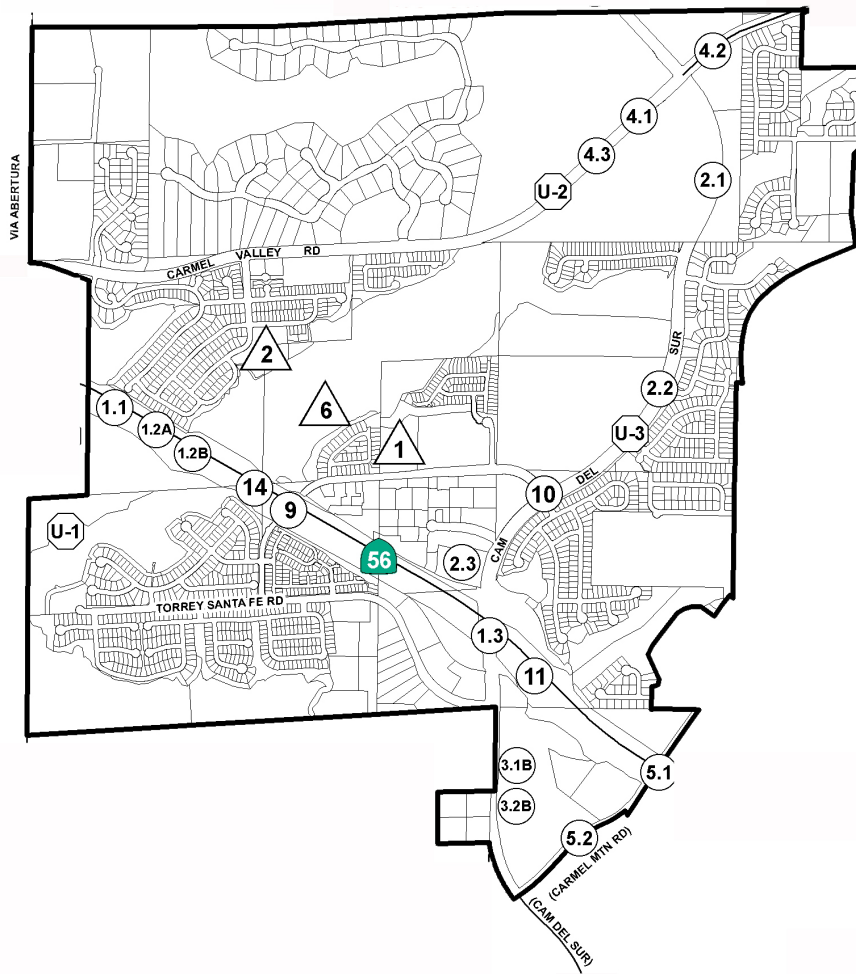 4.2
4.1
4.3
VIA ABERTURA
2.1
U-2
CARMEL VALLEY RD
SUR
2
2.2
1.1
6
1.2A
U-3
1
1.2B
DEL
14
10
9
U-1
CAM
56
2.3
TORREY SANTA FE RD
1.3
11
3.1B
5.1
3.2B
5.2
(CARMEL MTN RD)
(CAM DEL SUR)